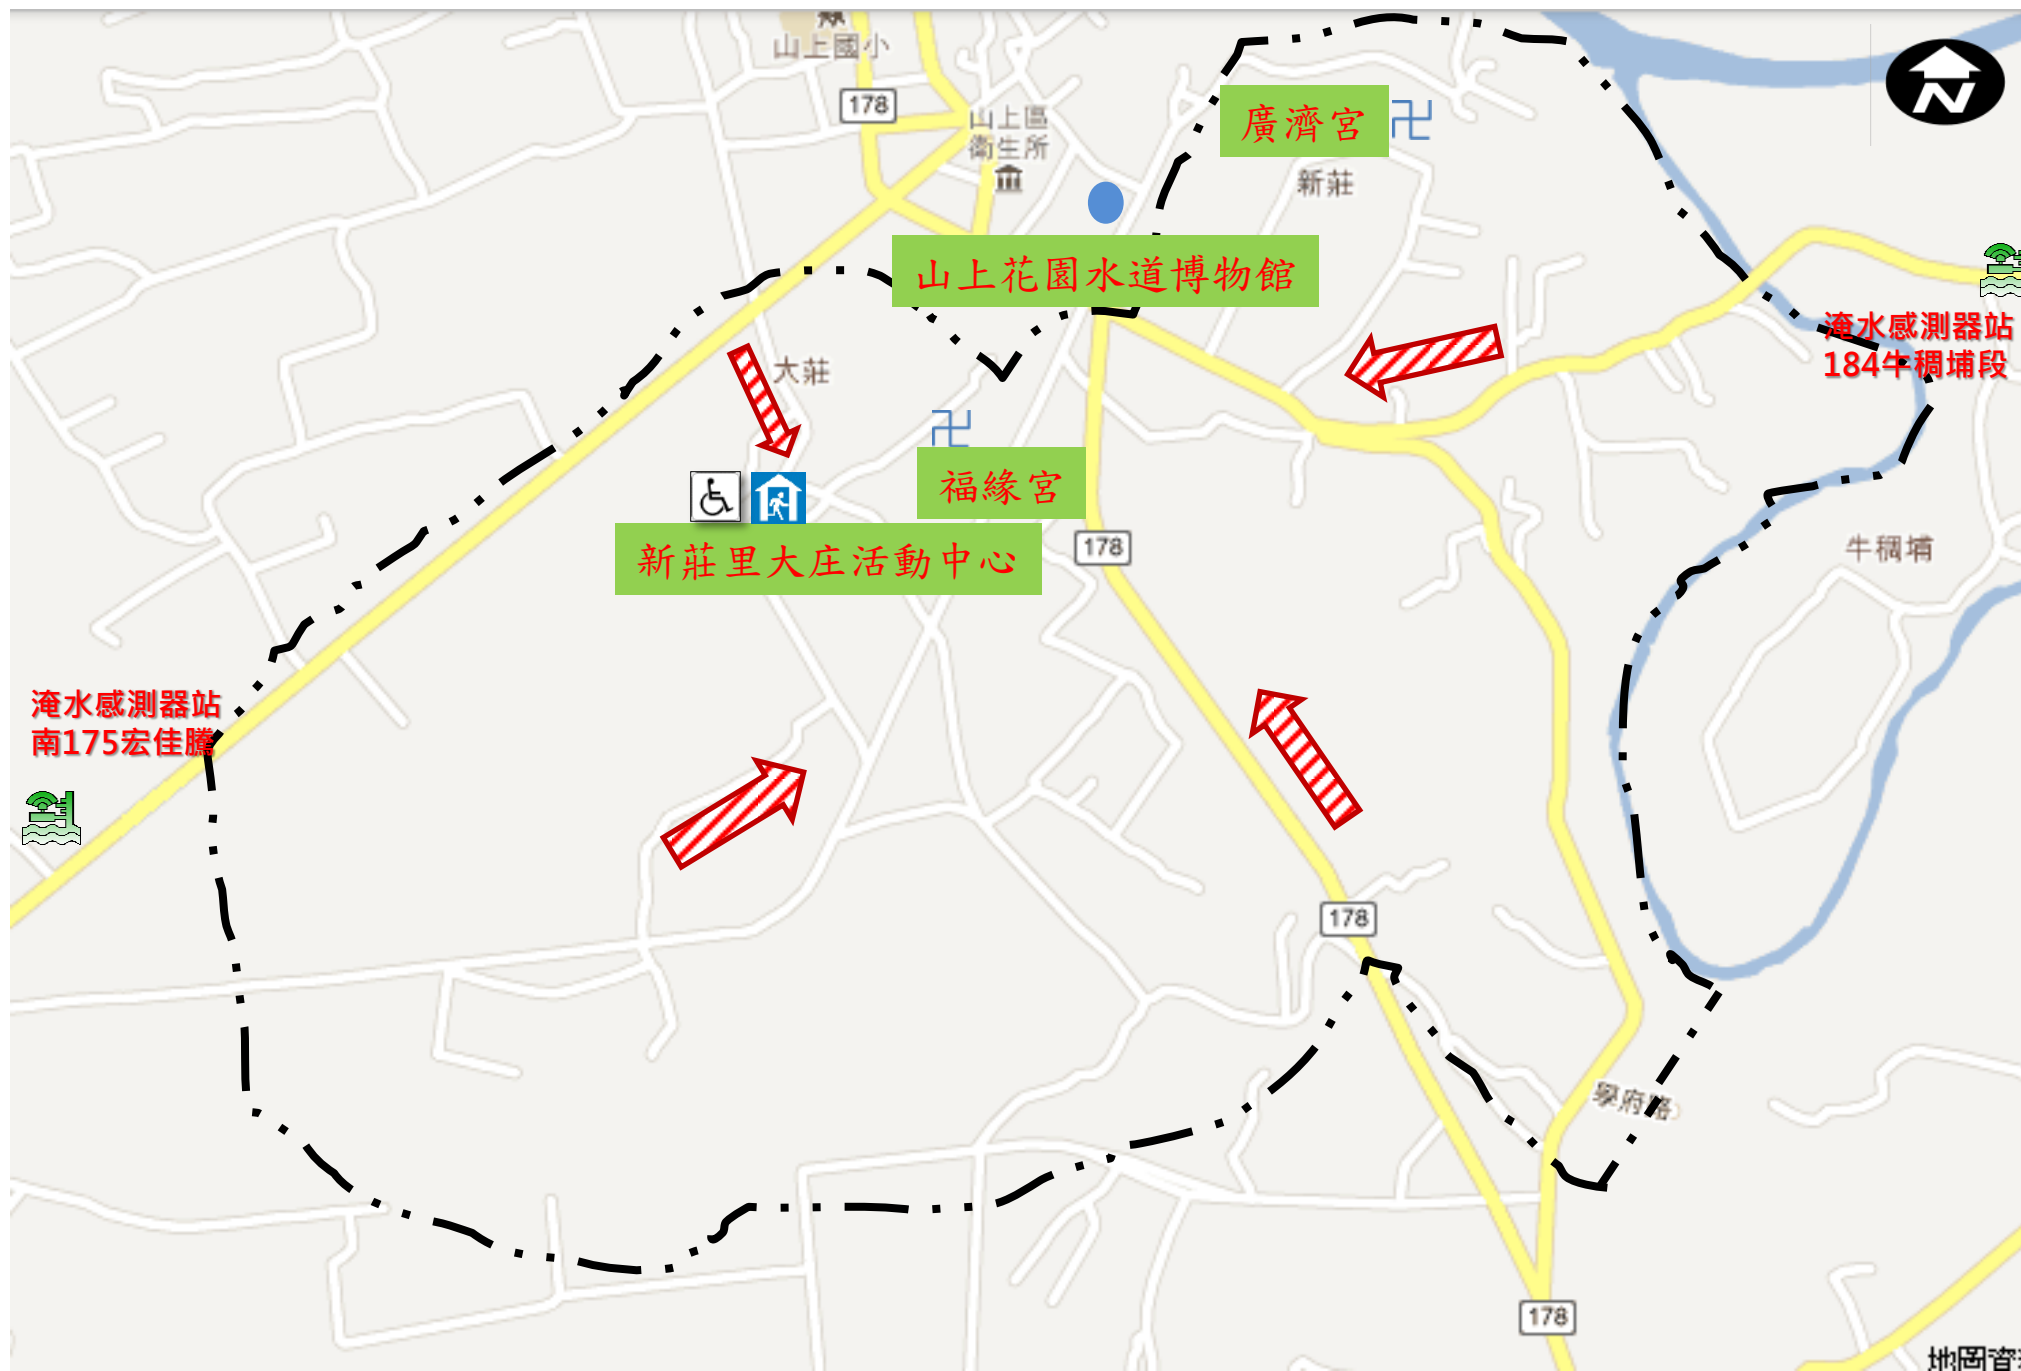 山上國小
178
山上區
衛生所
廣濟宮
新莊
山上花園水道博物館
淹水感測器站
184牛稠埔段
大莊
福緣宮
新莊里大庄活動中心
178
牛稠埔
淹水感測器站
南175宏佳騰
178
學府路
178
地圖資
N